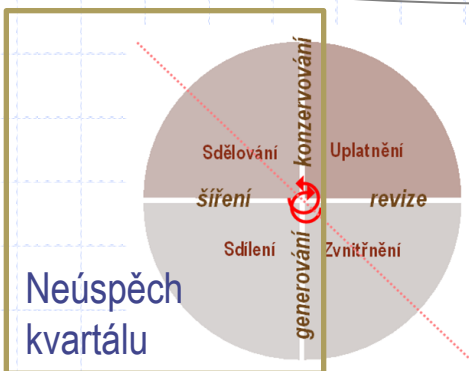 konzervování
Sdělování
Uplatnění
šíření
revize
Sdílení
Zvnitřnění
generování
Neúspěch
kvartálu